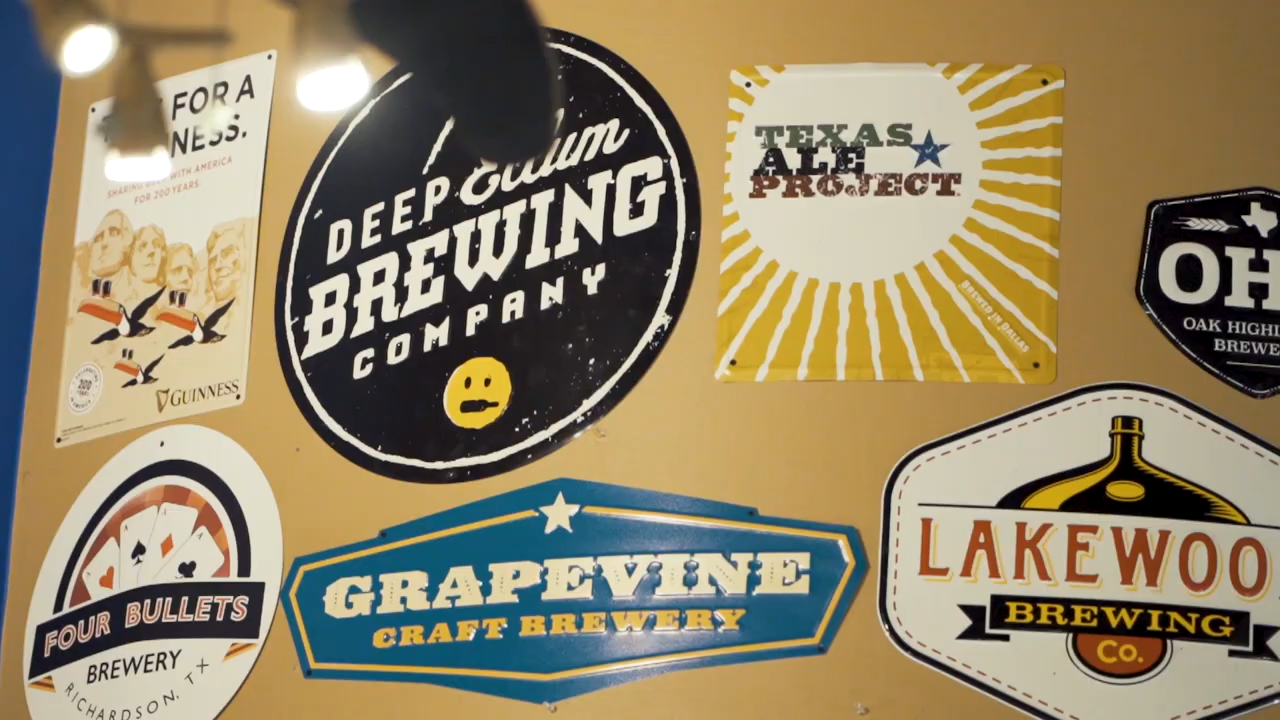 FOR A
NESS.
SHARING WITH AMERICA
FOR 200 YEARS.
GUINNESS
DEEP Ellum
BREWING
COMPANY
TEXAS
ALE
PROJECT
BREWED IN DALLAS
OH
OAK HIGH
BREWE
FOUR BULLETS
BREWERY
RICHARDSON, TX
GRAPEVINE
CRAFT BREWERY
LAKEWOO
BREWING
Co.